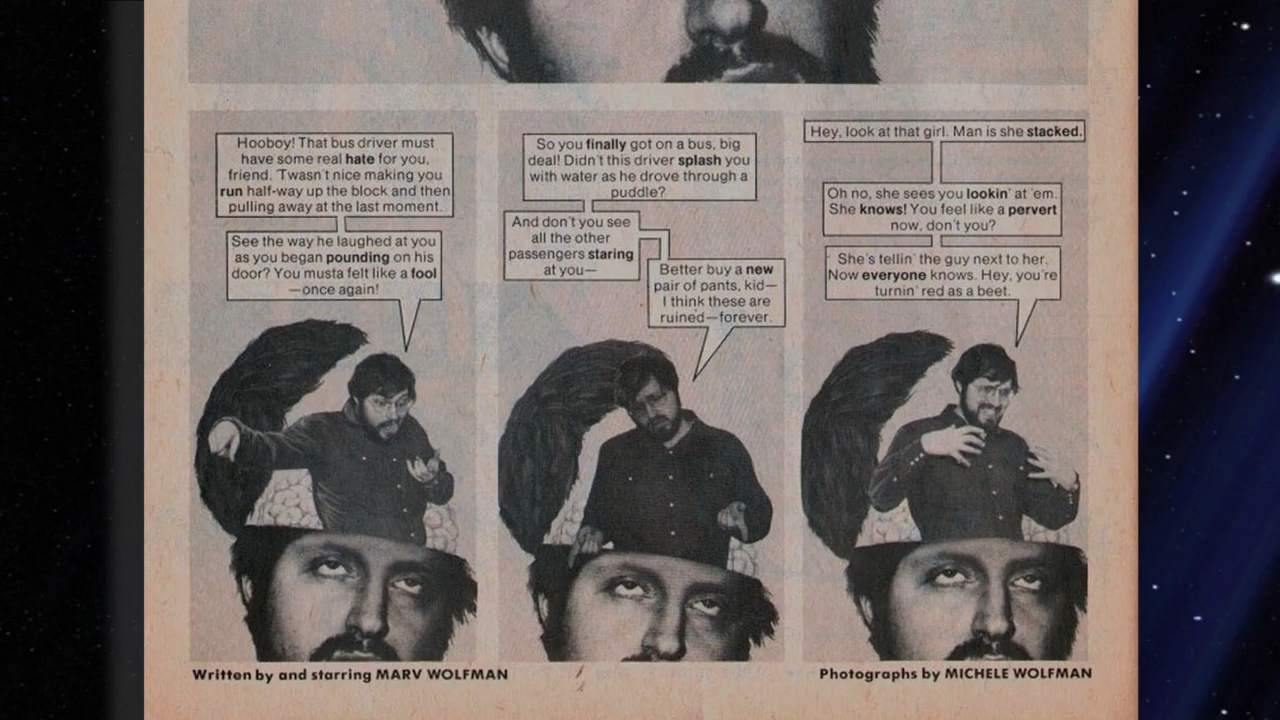 Hooboy! That bus driver must
have some real hate for you,
friend. 'Twasn't nice making you
run half-way up the block and then
pulling away at the last moment.
See the way he laughed at you
as you began pounding on his
door? You musta felt like a fool
—once again!
So you finally got on a bus, big
deal! Didn't this driver splash you
with water as he drove through a
puddle?
And don't you see
all the other
passengers staring
at you—
Better buy a new
pair of pants, kid—
I think these are
ruined—forever.
Hey, look at that girl. Man is she stacked.
Oh no, she sees you lookin' at 'em.
She knows! You feel like a pervert
now, don't you?
She's tellin' the guy next to her.
Now everyone knows. Hey, you're
turnin' red as a beet.
Written by and starring MARV WOLFMAN
Photographs by MICHELE WOLFMAN